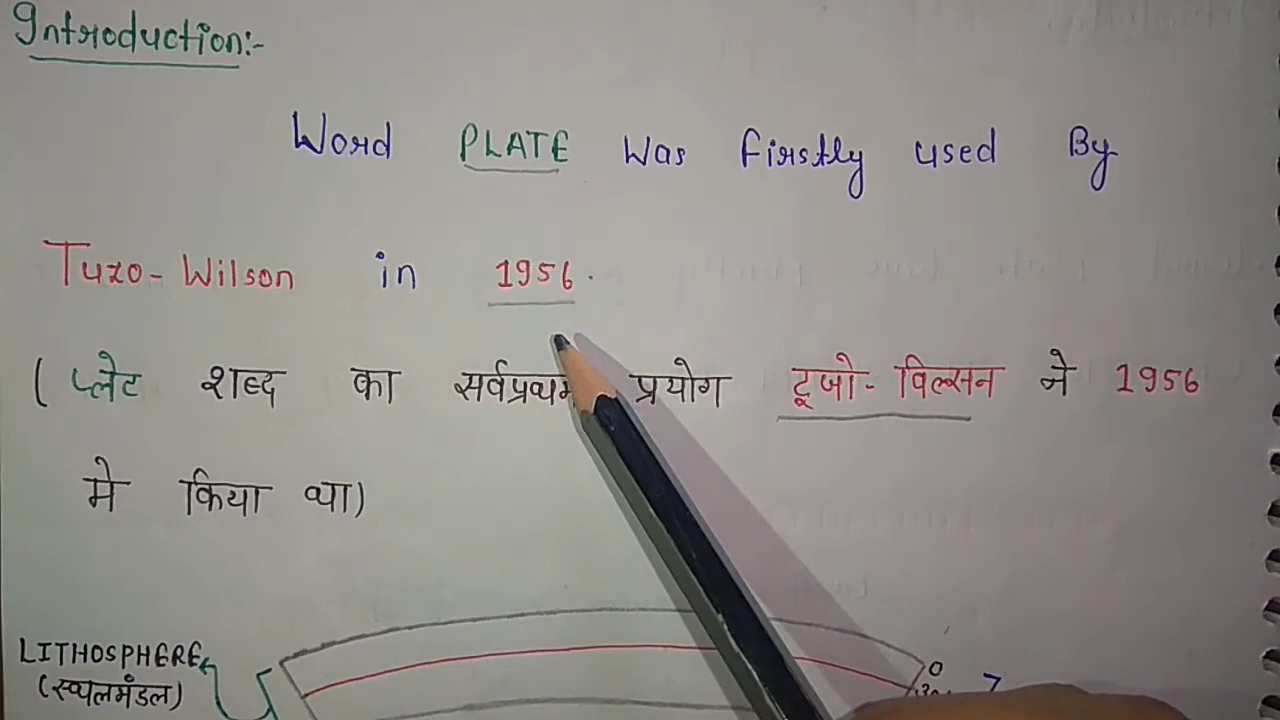 Introduction:-
Word PLATE was firstly used By
Tuzo-Wilson in 1956.
(प्लेट शब्द का सर्वप्रथम प्रयोग टूजो-विल्सन ने 1956
मे किया था)
LITHOSPHERE
(स्थलमंडल)
0